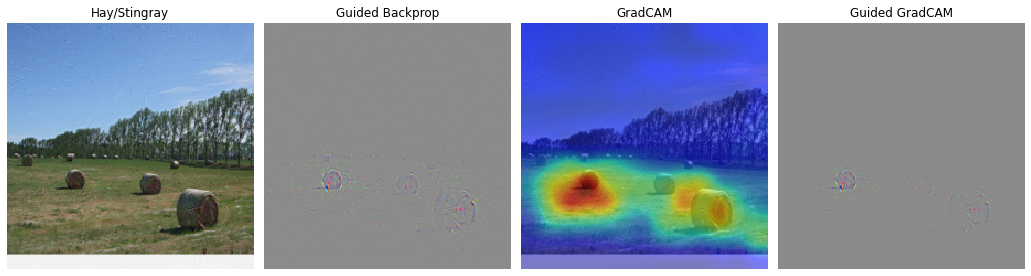 Hay/Stingray
Guided Backprop
GradCAM
Guided GradCAM